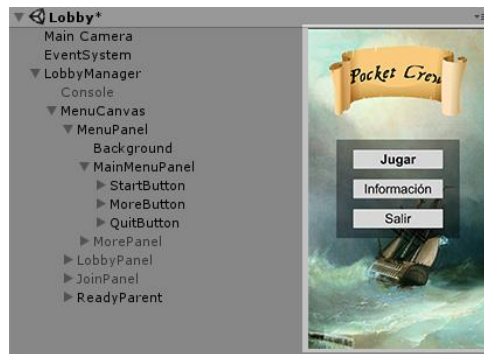 Lobby*
Main Camera
EventSystem
LobbyManager
Console
MenuCanvas
MenuPanel
Background
MainMenuPanel
StartButton
MoreButton
QuitButton
MorePanel
LobbyPanel
JoinPanel
ReadyParent
Pocket Crew
Jugar
Información
Salir